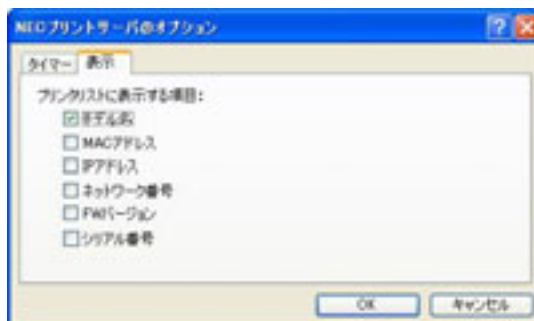 NECプリントサーバのオプション
タイマー 表示
プリンタリストに表示する項目:
モデル名
MACアドレス
IPアドレス
ネットワーク番号
FWバージョン
シリアル番号
OK キャンセル